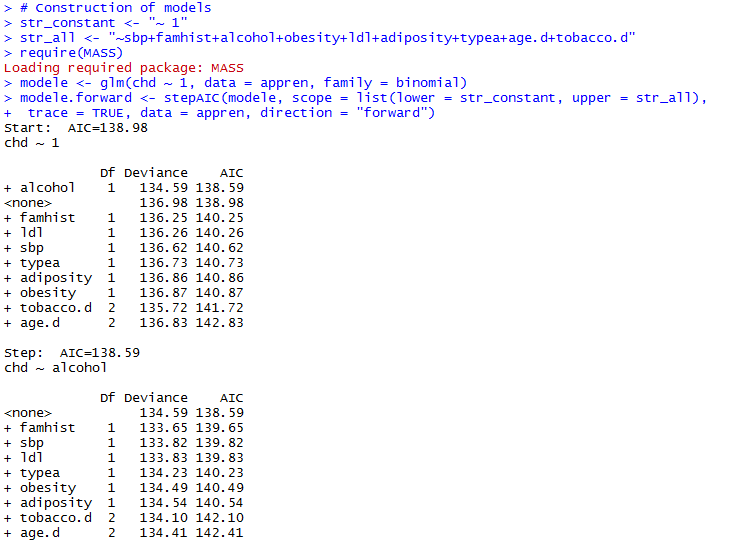 > # Construction of models
> str_constant <- "~ 1"
> str_all <- "~sbp+famhist+alcohol+obesity+ldl+adiposity+typea+age.d+tobacco.d"
> require(MASS)
Loading required package: MASS
> modele <- glm(chd ~ 1, data = appren, family = binomial)
> modele.forward <- stepAIC(modele, scope = list(lower = str_constant, upper = str_all),
+  trace = TRUE, data = appren, direction = "forward")
Start:  AIC=138.98
chd ~ 1

            Df Deviance    AIC
+ alcohol    1   134.59 138.59
<none>           136.98 138.98
+ famhist    1   136.25 140.25
+ ldl        1   136.26 140.26
+ sbp        1   136.62 140.62
+ typea      1   136.73 140.73
+ adiposity  1   136.86 140.86
+ obesity    1   136.87 140.87
+ tobacco.d  2   135.72 141.72
+ age.d      2   136.83 142.83

Step:  AIC=138.59
chd ~ alcohol

            Df Deviance    AIC
<none>           134.59 138.59
+ famhist    1   133.65 139.65
+ sbp        1   133.82 139.82
+ ldl        1   133.83 139.83
+ typea      1   134.23 140.23
+ obesity    1   134.49 140.49
+ adiposity  1   134.54 140.54
+ tobacco.d  2   134.10 142.10
+ age.d      2   134.41 142.41